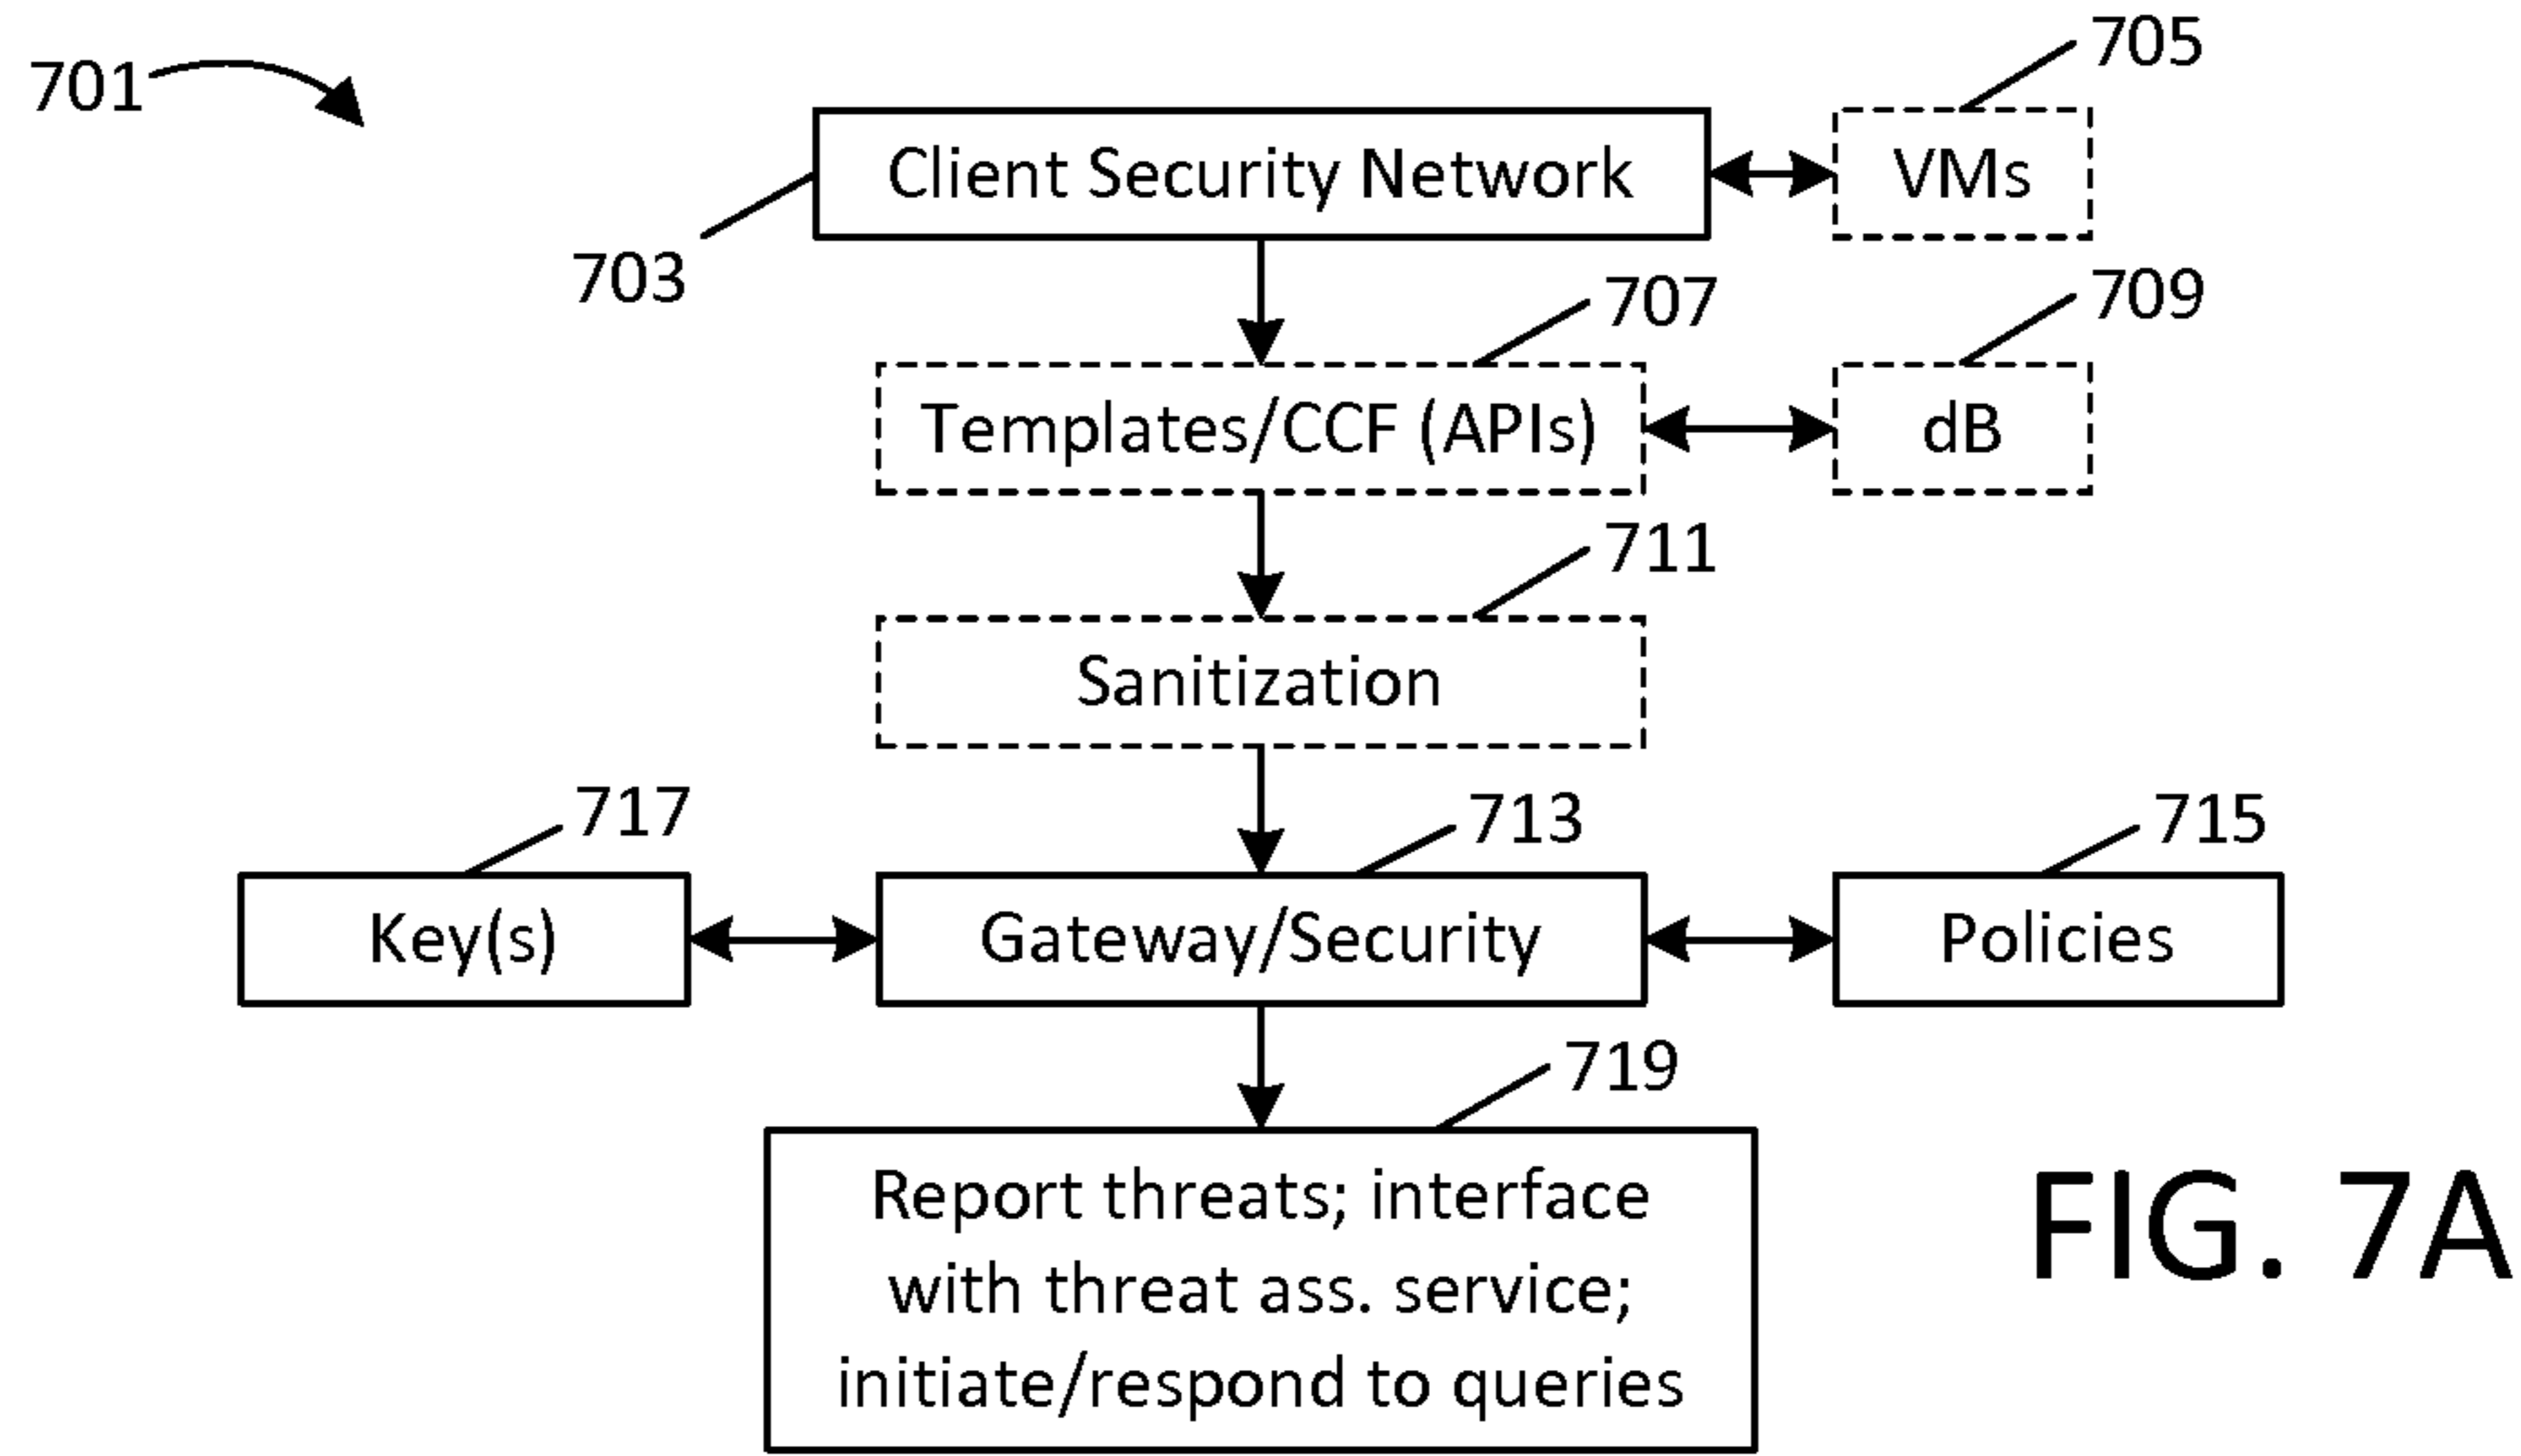 701
705
Client Security Network
VMs
703
707
709
Templates/CCF (APIs)
dB
711
Sanitization
717
713
715
Key(s)
Gateway/Security
Policies
719
Report threats; interface
with threat ass. service;
initiate/respond to queries
FIG. 7A